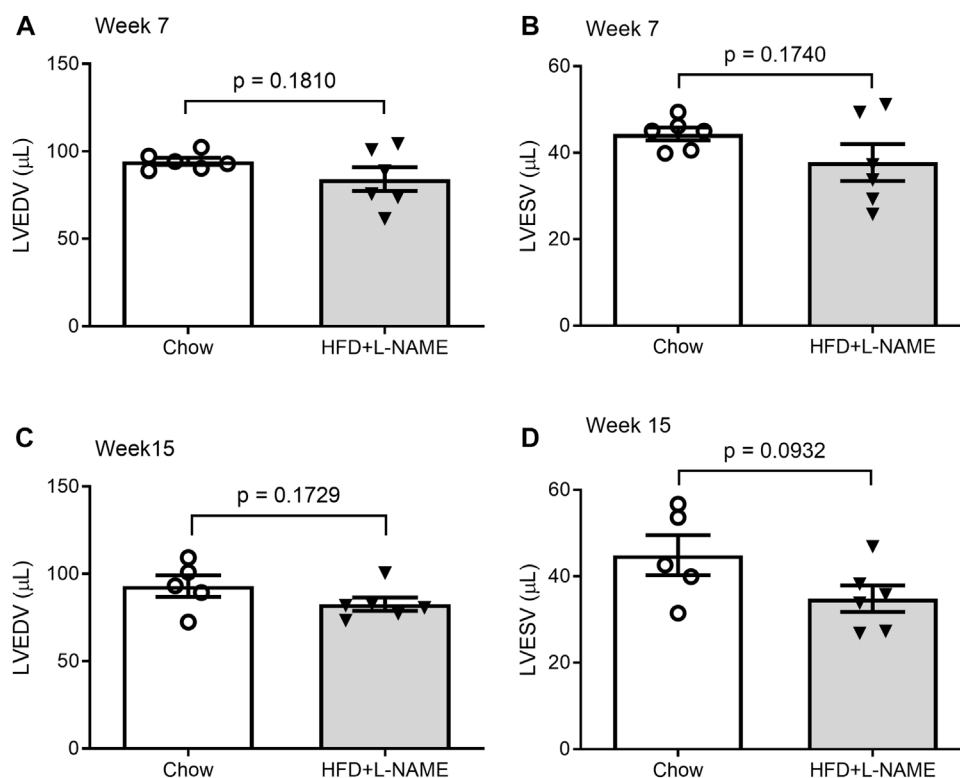 A
Week 7
LVEDV (μL)
150
100
50
0
p = 0.1810
Chow
HFD+L-NAME
B
Week 7
LVESV (μL)
60
40
20
0
p = 0.1740
Chow
HFD+L-NAME
C
Week15
LVEDV (μL)
150
100
50
0
p = 0.1729
Chow
HFD+L-NAME
D
Week 15
LVESV (μL)
60
40
20
0
p = 0.0932
Chow
HFD+L-NAME